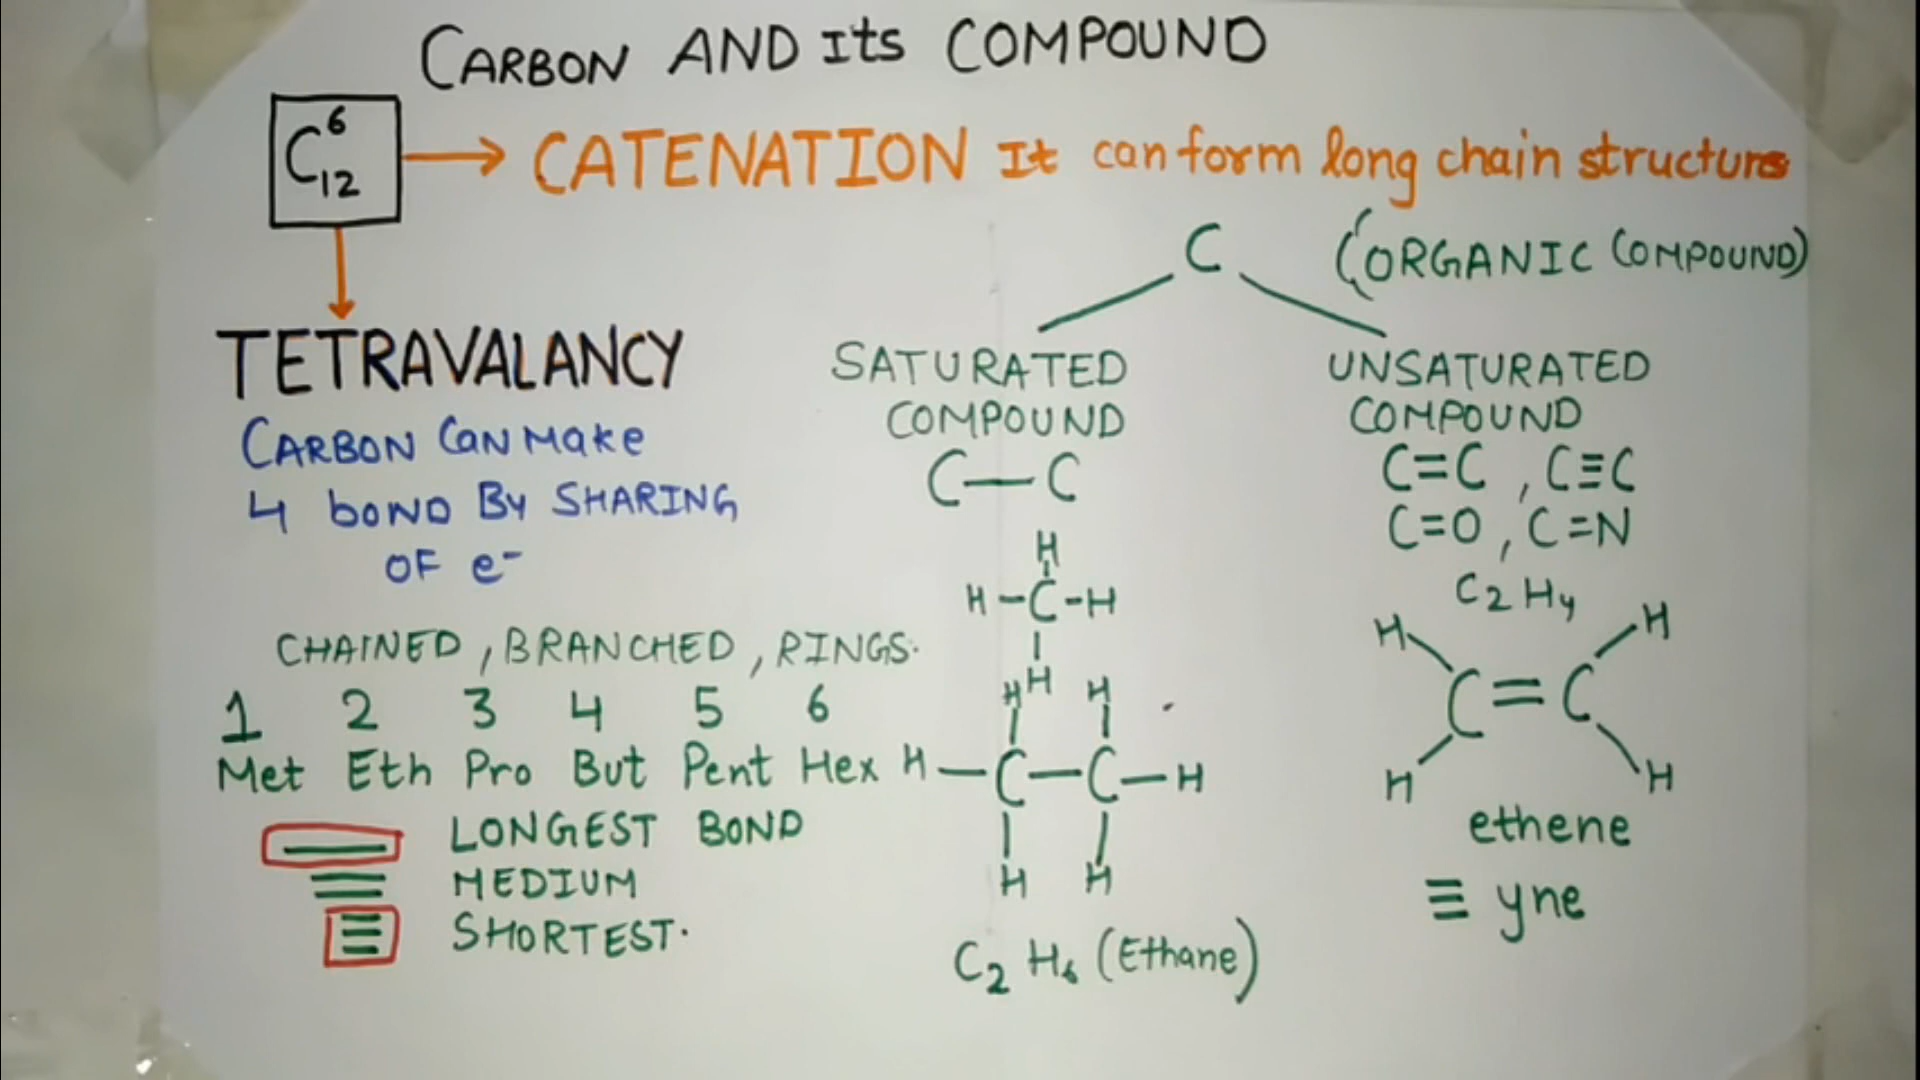 CARBON AND Its COMPOUND
C 6 12 → CATENATION It can form long chain structures
C (ORGANIC COMPOUND)
TETRAVALANCY
CARBON CAN Make
4 bOND By SHARING
OF e⁻
CHAINED, BRANCHED, RINGS.
1 2 3 4 5 6
Met Eth Pro But Pent Hex
LONGEST BOND
MEDIUM
SHORTEST.
SATURATED
COMPOUND
C—C
H
H-C-H
H
H H
H—C—C—H
H H
C2 H6 (Ethane)
UNSATURATED
COMPOUND
C=C, C≡C
C=O, C=N
C2 H4
H H
C=C
H H
ethene
≡ yne